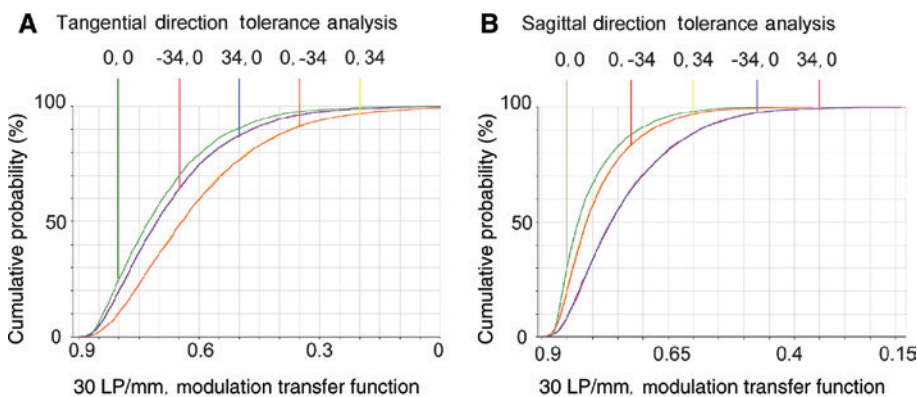 A Tangential direction tolerance analysis
0, 0 -34, 0 34, 0 0, -34 0, 34
100
50
0
Cumulative probability (%)
0.9 0.6 0.3 0
30 LP/mm. modulation transfer function
B Sagittal direction tolerance analysis
0, 0 0, -34 0, 34 -34, 0 34, 0
100
50
0
Cumulative probability (%)
0.9 0.65 0.4 0.15
30 LP/mm. modulation transfer function